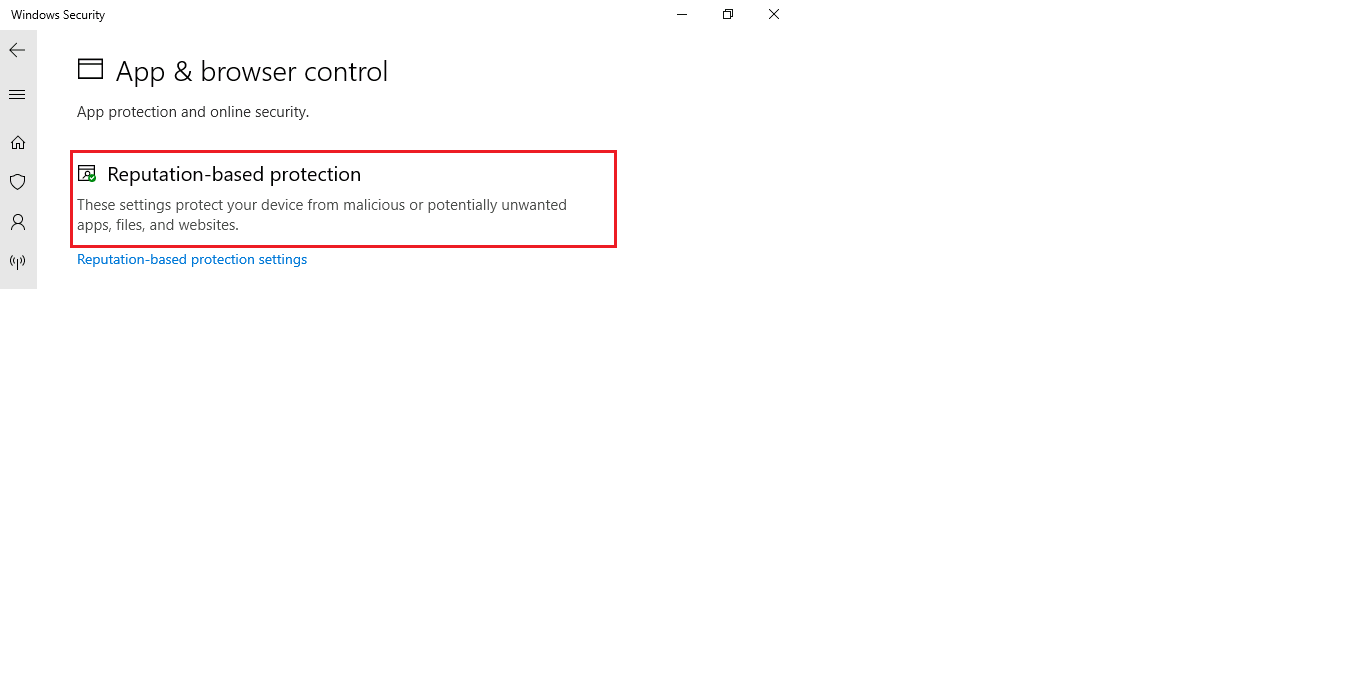 Windows Security
App & browser control
App protection and online security.
Reputation-based protection
These settings protect your device from malicious or potentially unwanted
apps, files, and websites.
Reputation-based protection settings